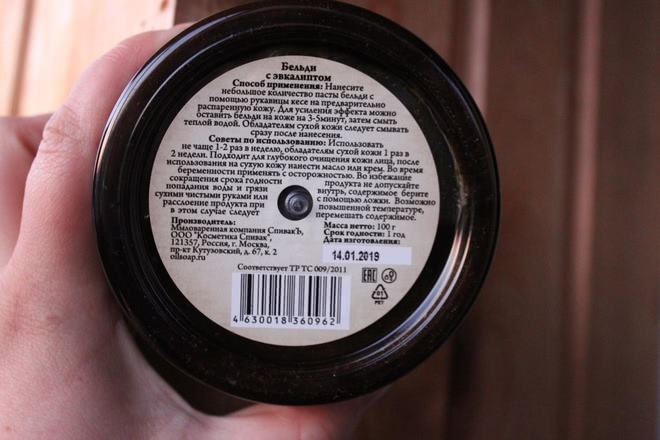 Бельди
с эвкалиптом
Способ применения: Нанесите
небольшое количество пасты бельди с
помощью рукавицы кесе на предварительно
распаренную кожу. Для усиления эффекта можно
оставить бельди на коже на 3-5минут, затем смыть
теплой водой. Обладателям сухой кожи следует смывать
сразу после нанесения.
Советы по использованию: Использовать
не чаще 1-2 раз в неделю, обладателям сухой кожи 1 раз в
2 недели. Подходит для глубокого очищения кожи лица, после
использования на сухую кожу нанести масло или крем. Во время
беременности применять с осторожностью. Во избежание
сокращения срока годности продукта не допускайте
попадания воды и грязи внутрь, содержимое берите
сухими чистыми руками или с помощью ложки. Возможно
расслоение продукта при повышенной температуре,
в этом случае следует перемешать содержимое.
Производитель:
Мыловаренная компания СпивакЪ,
ООО "Косметика Спивак",
121357, Россия, г. Москва,
пр-кт Кутузовский, д. 67, к. 2
oilsoap.ru
Масса нетто: 100 г
Срок годности: 1 год
Дата изготовления:
14.01.2019
Соответствует ТР ТС 009/2011
EAC
01
PET
4 630018 360962